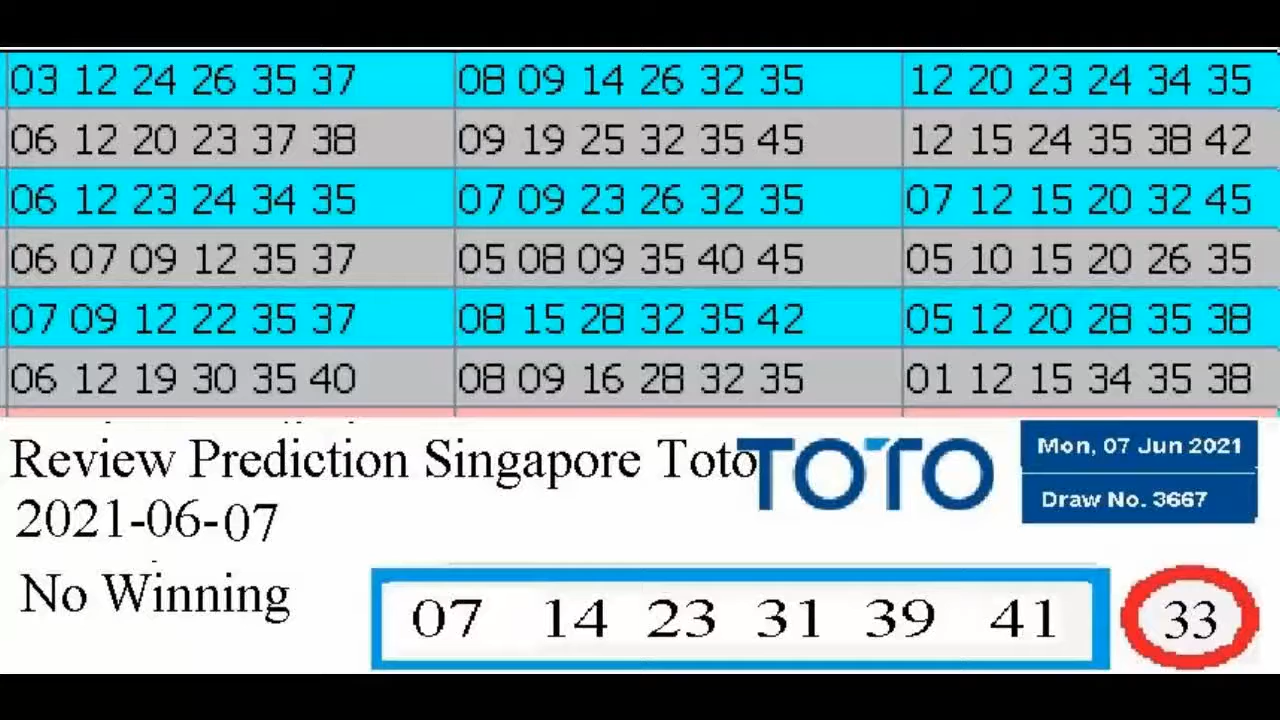 03 12 24 26 35 37 08 09 14 26 32 35 12 20 23 24 34 35
06 12 20 23 37 38 09 19 25 32 35 45 12 15 24 35 38 42
06 12 23 24 34 35 07 09 23 26 32 35 07 12 15 20 32 45
06 07 09 12 35 37 05 08 09 35 40 45 05 10 15 20 26 35
07 09 12 22 35 37 08 15 28 32 35 42 05 12 20 28 35 38
06 12 19 30 35 40 08 09 16 28 32 35 01 12 15 34 35 38
Review Prediction Singapore Toto
2021-06-07
TOTO
Mon, 07 Jun 2021
Draw No. 3667
No Winning
07 14 23 31 39 41 33